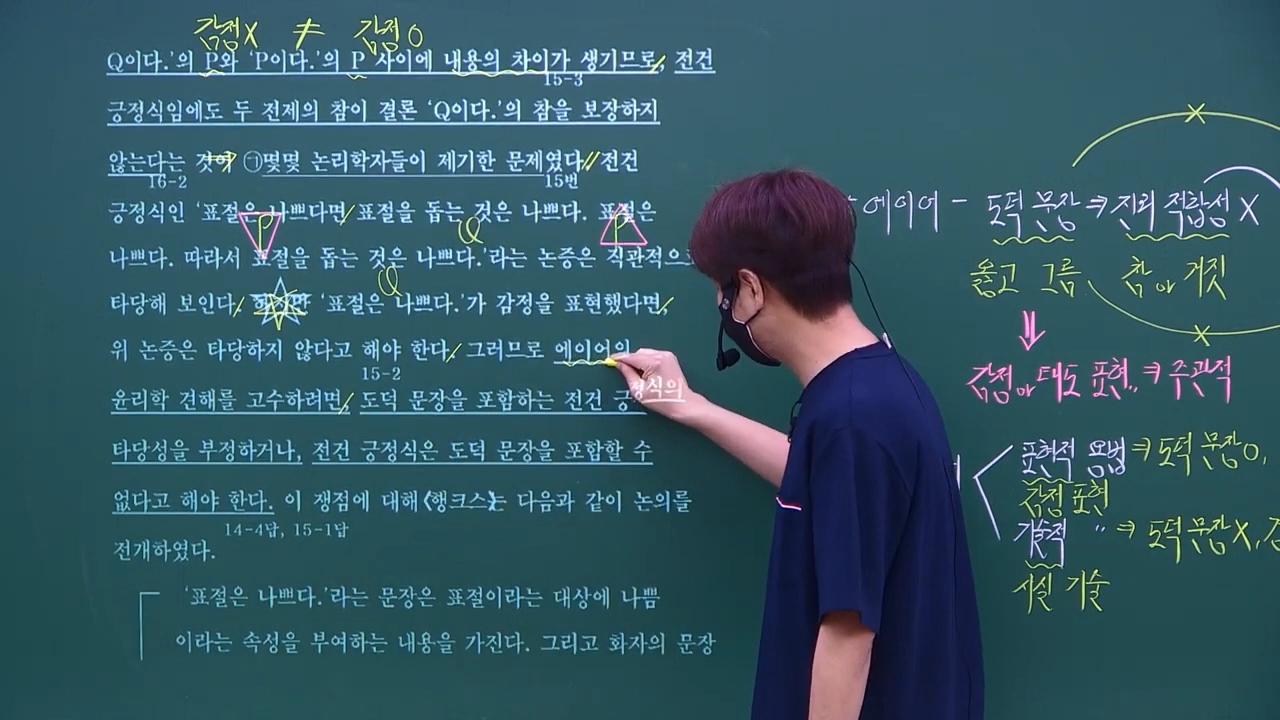 감정X ≠ 감정O
Q이다.'의 P와 'P이다.'의 P 사이에 내용의 차이가 생기므로, 전건
15-3
긍정식임에도 두 전제의 참이 결론 'Q이다.'의 참을 보장하지
않는다는 것이 ㉠몇몇 논리학자들이 제기한 문제였다. 전건
16-2 15번
긍정식인 '표절은 나쁘다면, 표절을 돕는 것은 나쁘다. 표절은
P Q P
나쁘다. 따라서 표절을 돕는 것은 나쁘다.'라는 논증은 직관적으
Q
타당해 보인다. 하지만 '표절은 나쁘다.'가 감정을 표현했다면,
위 논증은 타당하지 않다고 해야 한다. 그러므로 에이어의
15-2
윤리학 견해를 고수하려면, 도덕 문장을 포함하는 전건 긍정식의
타당성을 부정하거나, 전건 긍정식은 도덕 문장을 포함할 수
없다고 해야 한다. 이 쟁점에 대해 행크스는 다음과 같이 논의를
14-4답, 15-1답
전개하였다.
'표절은 나쁘다.'라는 문장은 표절이라는 대상에 나쁨
이라는 속성을 부여하는 내용을 가진다. 그리고 화자의 문장
에이어 - 도덕 문장 ⇒ 진리 적합성 X
옳고 그름 참 or 거짓
⇓
감정 or 태도 표현 ⇒ 주관적
표현적 용법 ⇒ 도덕 문장O,
감정 표현
기술적 〃 ⇒ 도덕 문장X,
사실 기술